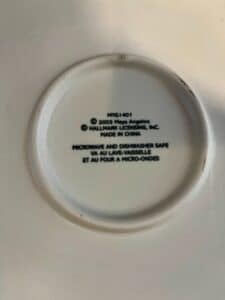 © 2003 Maya Angelou
© HALLMARK LICENSING, INC.
MADE IN CHINA
MICROWAVE AND DISHWASHER SAFE
VA AU LAVE-VAISSELLE
ET AU FOUR A MICRO-ONDES